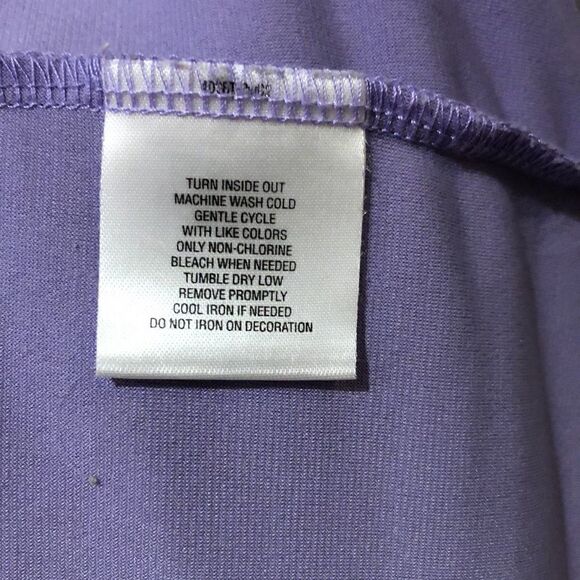 TURN INSIDE OUT
MACHINE WASH COLD
GENTLE CYCLE
WITH LIKE COLORS
ONLY NON-CHLORINE
BLEACH WHEN NEEDED
TUMBLE DRY LOW
REMOVE PROMPTLY
COOL IRON IF NEEDED
DO NOT IRON ON DECORATION